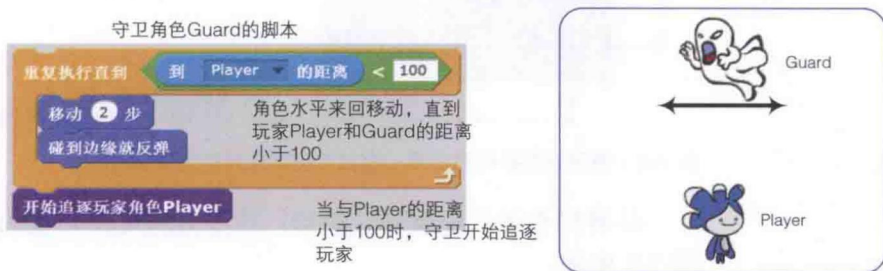 守卫角色Guard的脚本
重复执行直到 到 Player 的距离 < 100
移动 2 步
碰到边缘就反弹
角色水平来回移动，直到
玩家Player和Guard的距离
小于100
开始追逐玩家角色Player
当与Player的距离
小于100时，守卫开始追逐
玩家
Guard
Player